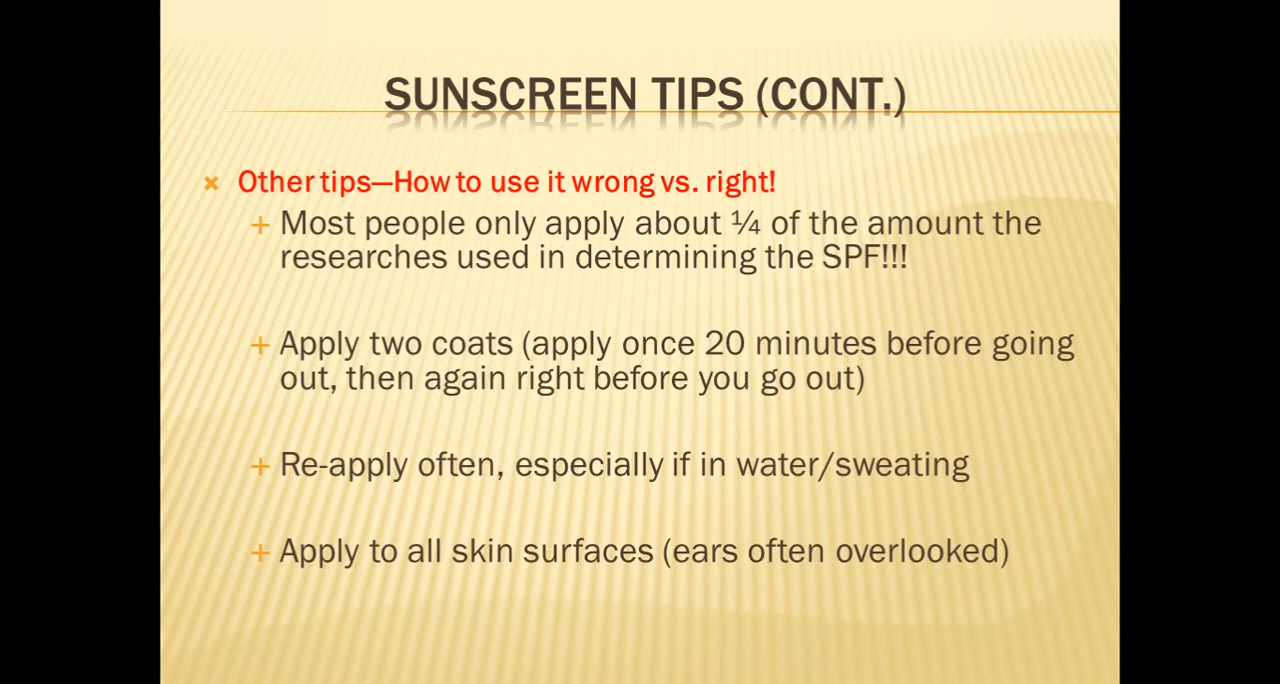 SUNSCREEN TIPS (CONT.)
Other tips—How to use it wrong vs. right!
Most people only apply about ¼ of the amount the
researches used in determining the SPF!!!
Apply two coats (apply once 20 minutes before going
out, then again right before you go out)
Re-apply often, especially if in water/sweating
Apply to all skin surfaces (ears often overlooked)